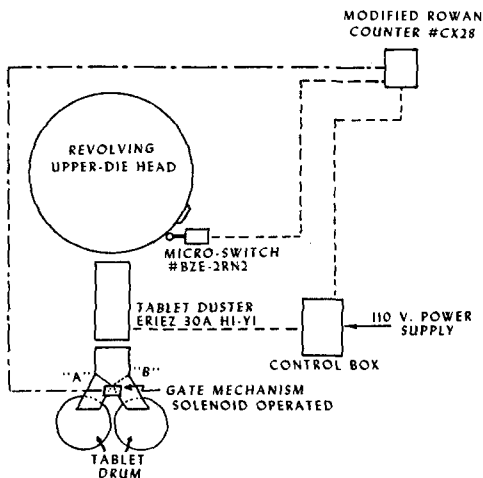 MODIFIED ROWAN
COUNTER #CX28
REVOLVING
UPPER-DIE HEAD
MICRO-SWITCH
#BZE-2RN2
TABLET DUSTER
ERIEZ 30A HI-YI
110 V. POWER
SUPPLY
CONTROL BOX
"A"
"B"
GATE MECHANISM
SOLENOID OPERATED
TABLET
DRUM